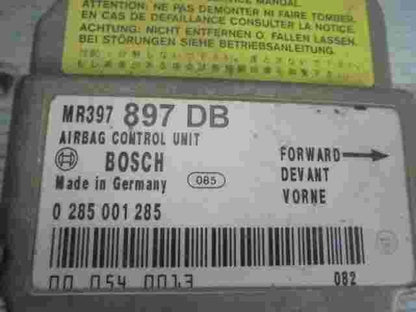 SERVICE MANUAL.
ATTENTION: NE PAS DEMONTER NI FAIRE TOMBER.
EN CAS DE DEFAILLANCE CONSULTER LA NOTICE.
ACHTUNG: NICHT ENTFERNEN O. FALLEN LASSEN.
BEI STÖRUNGEN SIEHE BETRIEBSANLEITUNG.
MR397 897 DB
AIRBAG CONTROL UNIT
BOSCH
Made in Germany 085
0 285 001 285
FORWARD
DEVANT
VORNE
00 054 0013 082